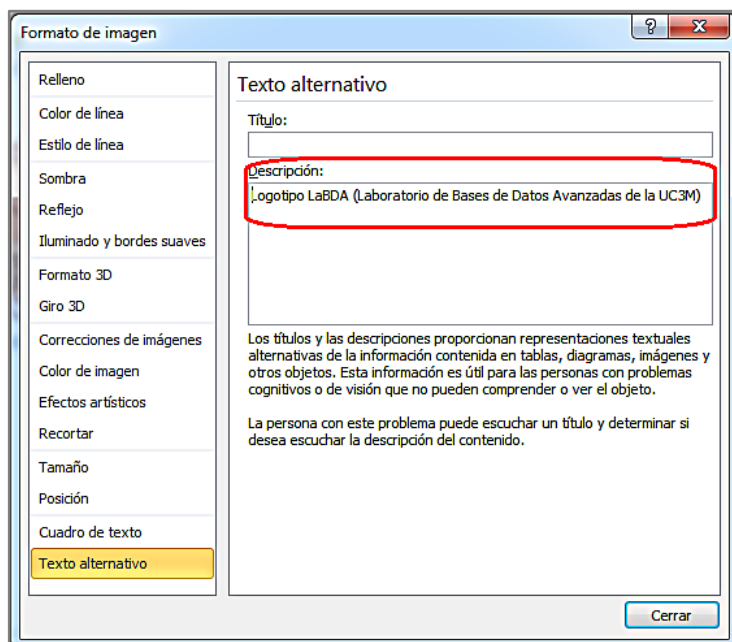 Formato de imagen
?
X
Relleno
Color de línea
Estilo de línea
Sombra
Reflejo
Iluminado y bordes suaves
Formato 3D
Giro 3D
Correcciones de imágenes
Color de imagen
Efectos artísticos
Recortar
Tamaño
Posición
Cuadro de texto
Texto alternativo
Texto alternativo
Título:
Descripción:
Logotipo LaBDA (Laboratorio de Bases de Datos Avanzadas de la UC3M)
Los títulos y las descripciones proporcionan representaciones textuales
alternativas de la información contenida en tablas, diagramas, imágenes y
otros objetos. Esta información es útil para las personas con problemas
cognitivos o de visión que no pueden comprender o ver el objeto.
La persona con este problema puede escuchar un título y determinar si
desea escuchar la descripción del contenido.
Cerrar